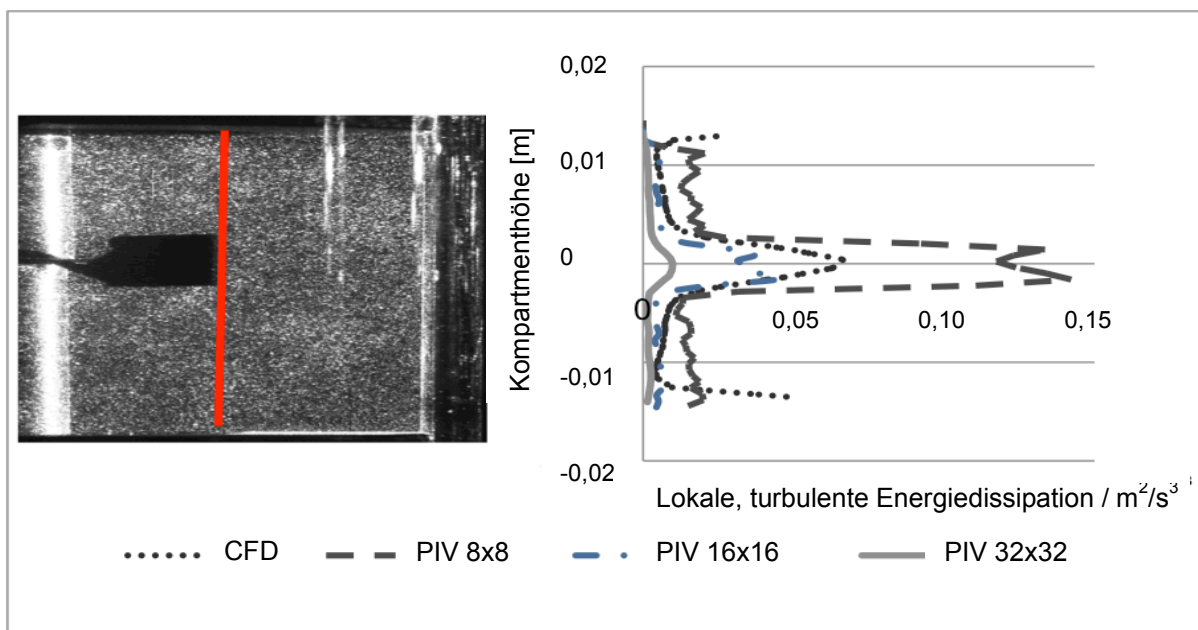 0,02
0,01
0
-0,01
-0,02
Kompartmenthöhe [m]
0
0,05
0,10
0,15
Lokale, turbulente Energiedissipation / m²/s³
CFD
PIV 8x8
PIV 16x16
PIV 32x32